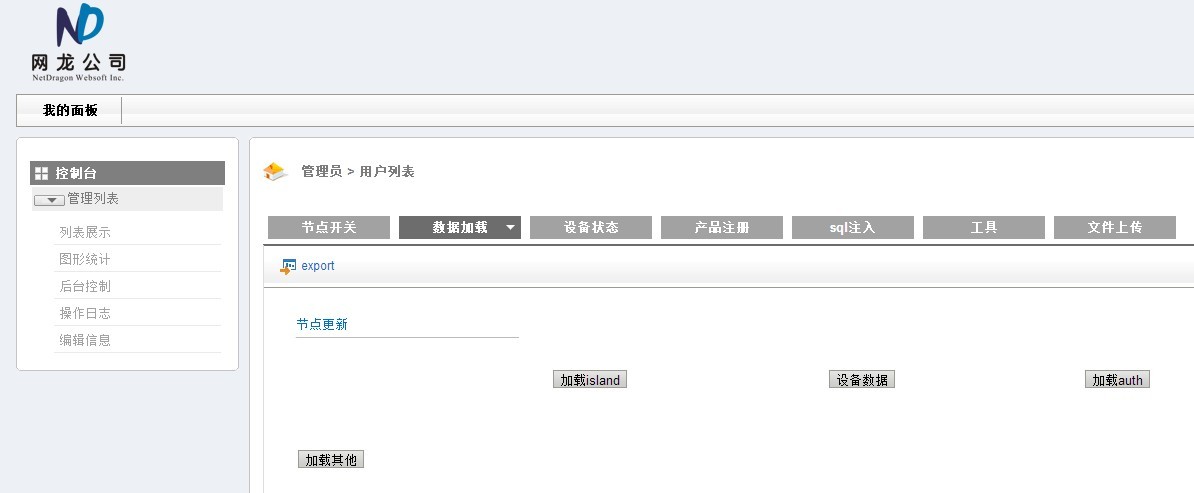 网龙公司
NetDragon Websoft Inc.
我的面板
控制台
管理列表
列表展示
图形统计
后台控制
操作日志
编辑信息
管理员 > 用户列表
节点开关 数据加载 设备状态 产品注册 sql注入 工具 文件上传
export
节点更新
加载island 设备数据 加载auth
加载其他